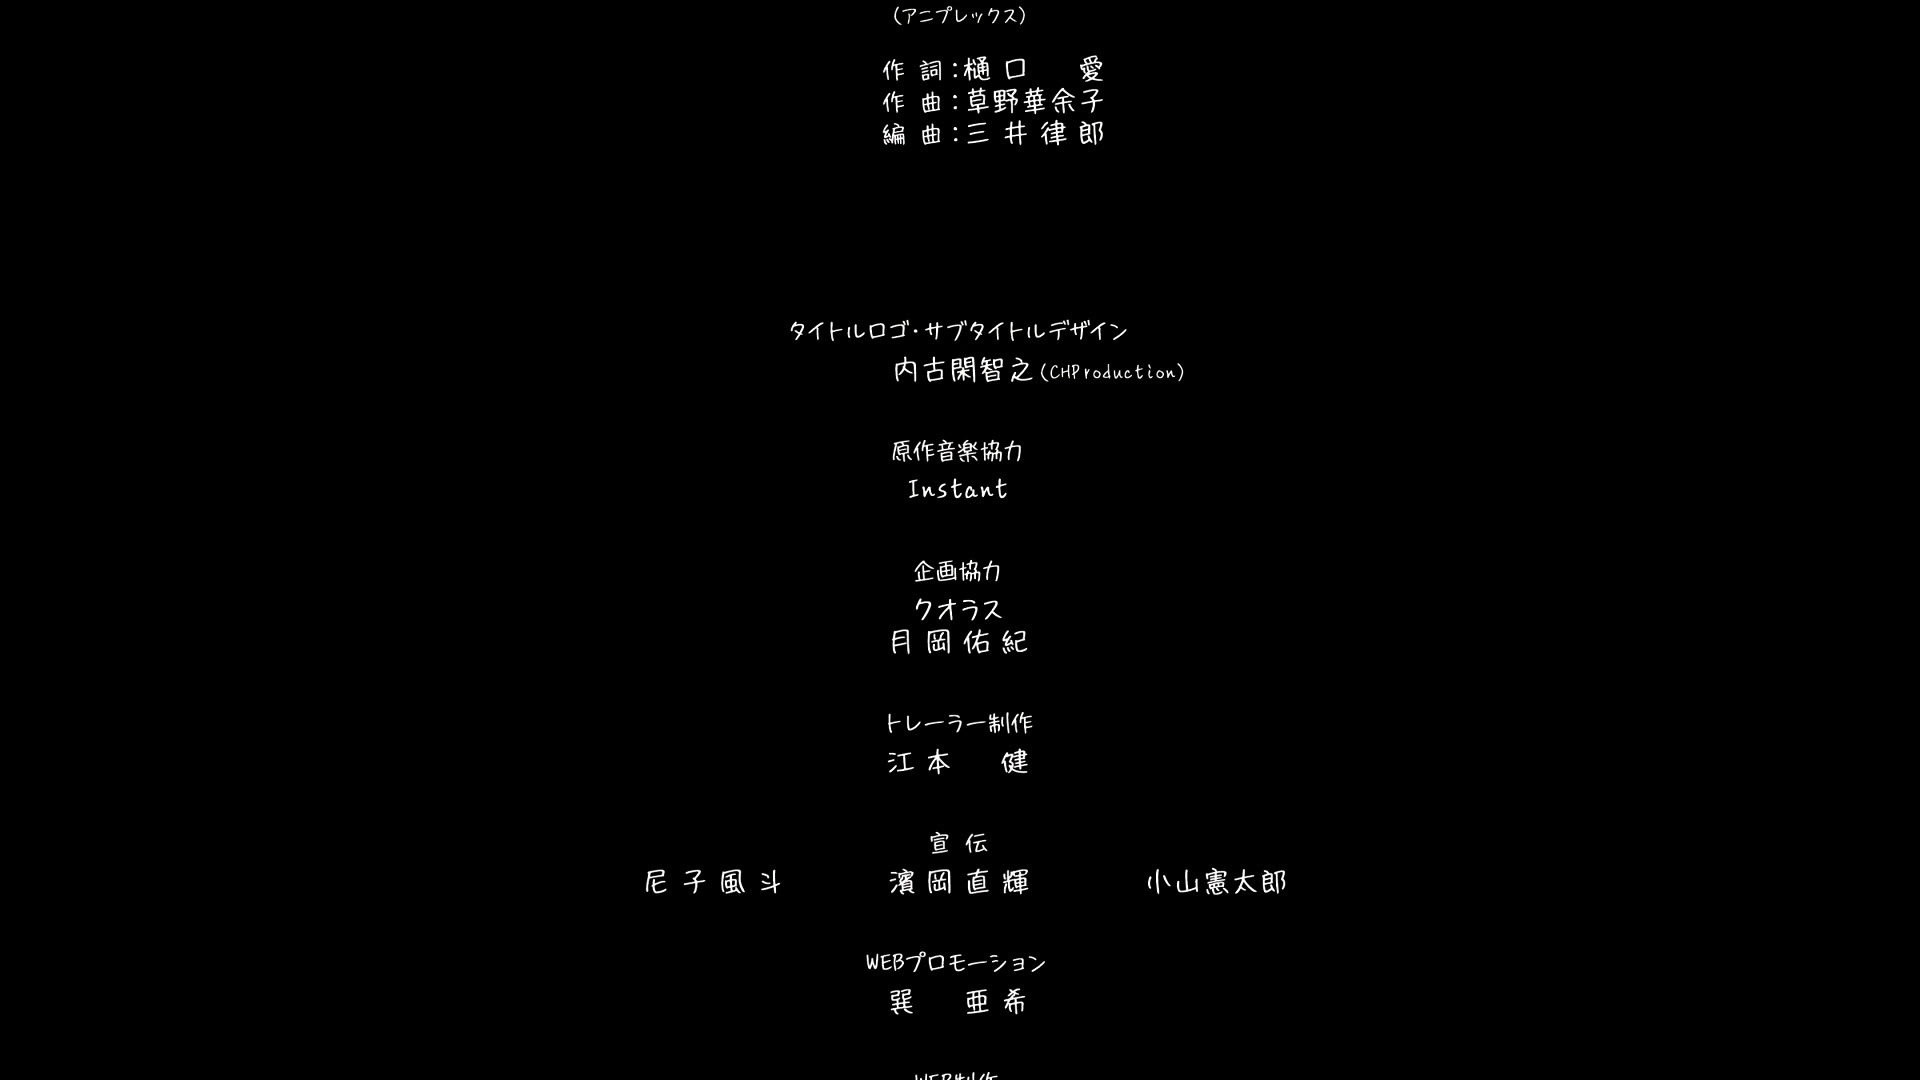 (アニプレックス)
作 詞：樋 口　愛
作 曲：草野華余子
編 曲：三 井 律 郎
タイトルロゴ・サブタイトルデザイン
内古閑智之(CHProduction)
原作音楽協力
Instant
企画協力
クオラス
月 岡 佑 紀
トレーラー制作
江 本　健
宣 伝
尼 子 風 斗　濱 岡 直 輝　小山憲太郎
WEBプロモーション
巽　亜 希
WEB制作